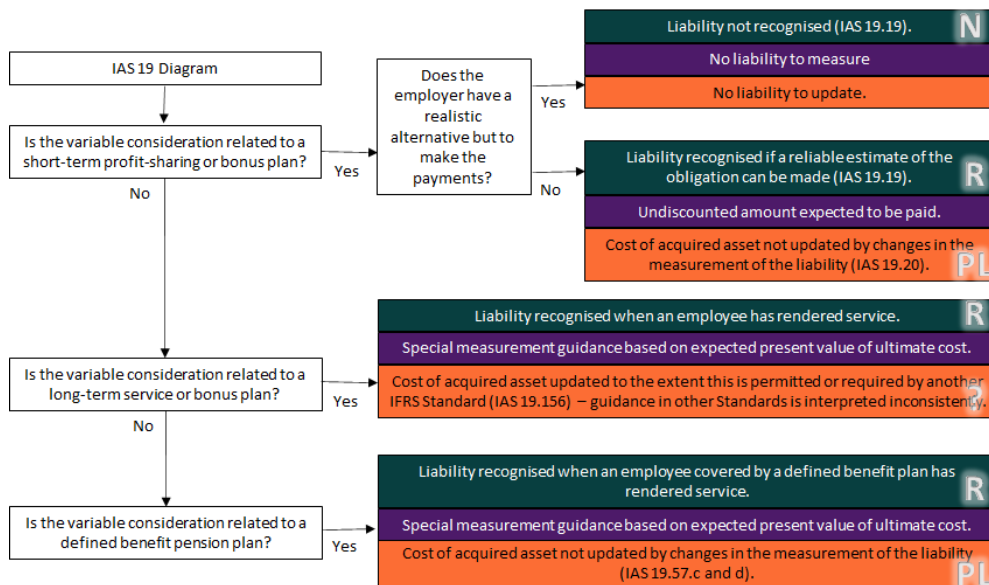 IAS 19 Diagram
Is the variable consideration related to a
short-term profit-sharing or bonus plan?
Yes
No
Does the
employer have a
realistic
alternative but to
make the
payments?
Yes
No
Liability not recognised (IAS 19.19).
N
No liability to measure
No liability to update.
Liability recognised if a reliable estimate of the
obligation can be made (IAS 19.19).
R
Undiscounted amount expected to be paid.
Cost of acquired asset not updated by changes in the
measurement of the liability (IAS 19.20).
PL
Is the variable consideration related to a
long-term service or bonus plan?
Yes
No
Liability recognised when an employee has rendered service.
R
Special measurement guidance based on expected present value of ultimate cost.
Cost of acquired asset updated to the extent this is permitted or required by another
IFRS Standard (IAS 19.156) – guidance in other Standards is interpreted inconsistently.
?
Is the variable consideration related to a
defined benefit pension plan?
Yes
Liability recognised when an employee covered by a defined benefit plan has
rendered service.
R
Special measurement guidance based on expected present value of ultimate cost.
Cost of acquired asset not updated by changes in the measurement of the liability
(IAS 19.57.c and d).
PL